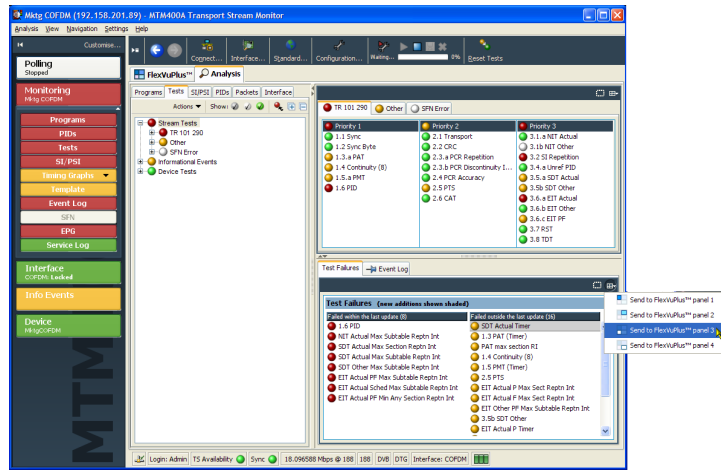 Mktg COFDM (192.158.201.89) - MTM400A Transport Stream Monitor
Analysis View Navigation Settings Help
Customise...
Connect... Interface... Standard... Configuration... Waiting... 0% Reset Tests
Polling
Stopped
Monitoring
Mktg COFDM
Programs
PIDs
Tests
SI/PSI
Timing Graphs
Template
Event Log
SFN
EPG
Service Log
Interface
COFDM: Locked
Info Events
Device
MktgCOFDM
MTM
FlexVuPlus™ Analysis
Programs Tests SI/PSI PIDs Packets Interface
Actions Show:
Stream Tests
TR 101 290
Other
SFN Error
Informational Events
Device Tests
TR 101 290 Other SFN Error
Priority 1
1.1 Sync
1.2 Sync Byte
1.3.a PAT
1.4 Continuity (8)
1.5.a PMT
1.6 PID
Priority 2
2.1 Transport
2.2 CRC
2.3.a PCR Repetition
2.3.b PCR Discontinuity I...
2.4 PCR Accuracy
2.5 PTS
2.6 CAT
Priority 3
3.1.a NIT Actual
3.1b NIT Other
3.2 SI Repetition
3.4.a Unref PID
3.5.a SDT Actual
3.5b SDT Other
3.6.a EIT Actual
3.6.b EIT Other
3.6.c EIT PF
3.7 RST
3.8 TDT
Test Failures Event Log
Test Failures (new additions shown shaded)
Failed within the last update (8)
1.6 PID
NIT Actual Max Subtable Reptn Int
SDT Actual Max Section Reptn Int
SDT Actual Max Subtable Reptn Int
SDT Other Max Subtable Reptn Int
EIT Actual PF Max Subtable Reptn Int
EIT Actual Sched Max Subtable Reptn Int
EIT Actual PF Min Any Section Reptn Int
Failed outside the last update (16)
SDT Actual Timer
1.3 PAT (Timer)
PAT max section RI
1.4 Continuity (8)
1.5 PMT (Timer)
2.5 PTS
EIT Actual P Max Sect Reptn Int
EIT Actual F Max Sect Reptn Int
EIT Other PF Max Subtable Reptn Int
3.5b SDT Other
EIT Actual P Timer
Send to FlexVuPlus™ panel 1
Send to FlexVuPlus™ panel 2
Send to FlexVuPlus™ panel 3
Send to FlexVuPlus™ panel 4
Login: Admin TS Availability Sync 18.096588 Mbps @ 188 188 DVB DTG Interface: COFDM